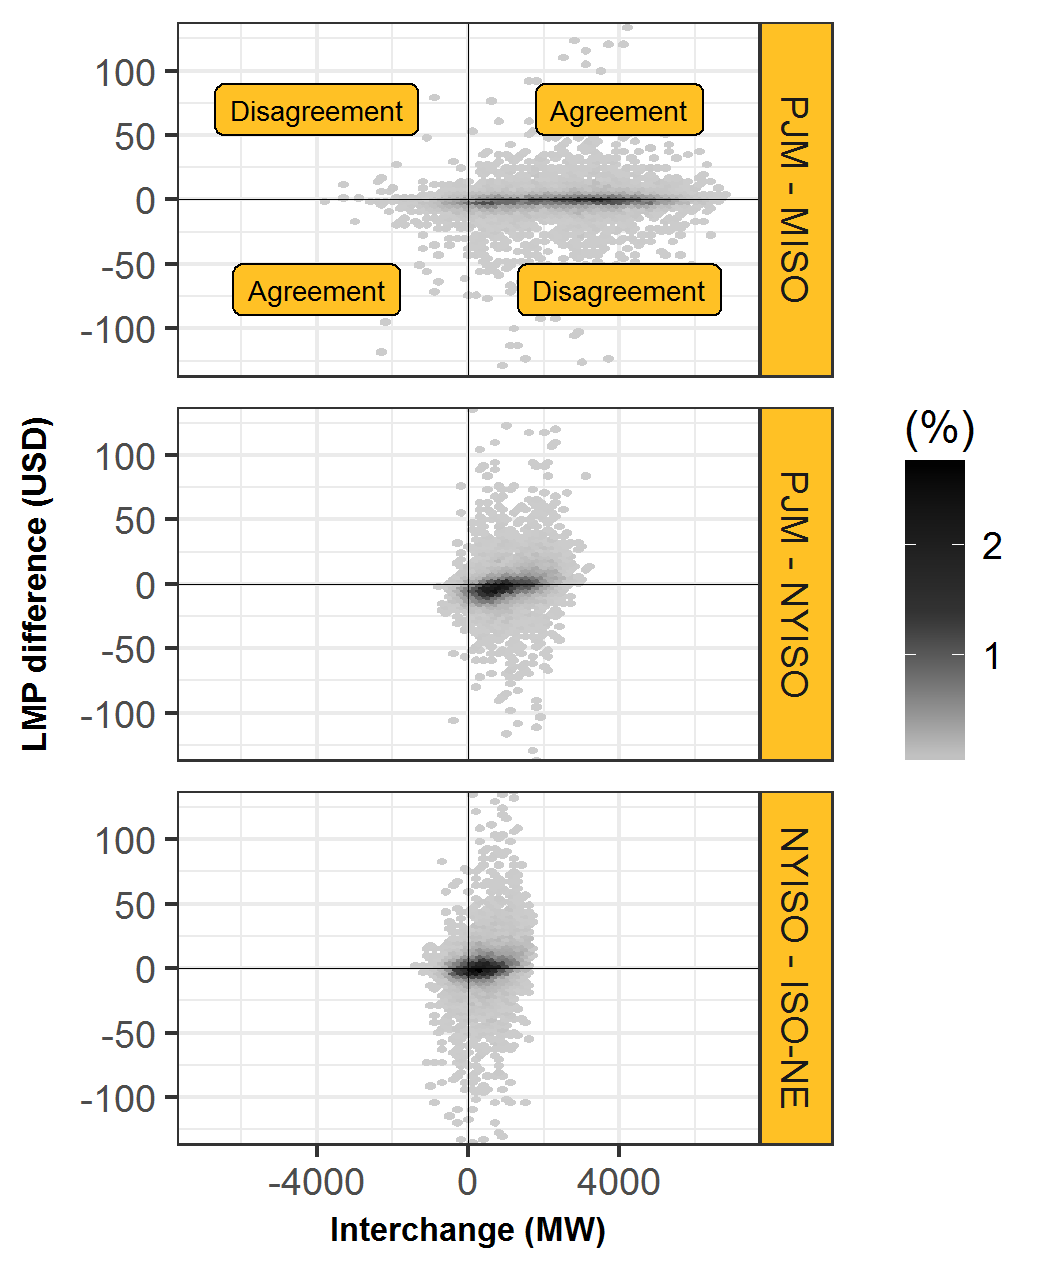 100
50
0
-50
-100
Disagreement
Agreement
Agreement
Disagreement
PJM - MISO
100
50
0
-50
-100
PJM - NYISO
100
50
0
-50
-100
NYISO - ISO-NE
-4000
0
4000
Interchange (MW)
LMP difference (USD)
(%)
2
1